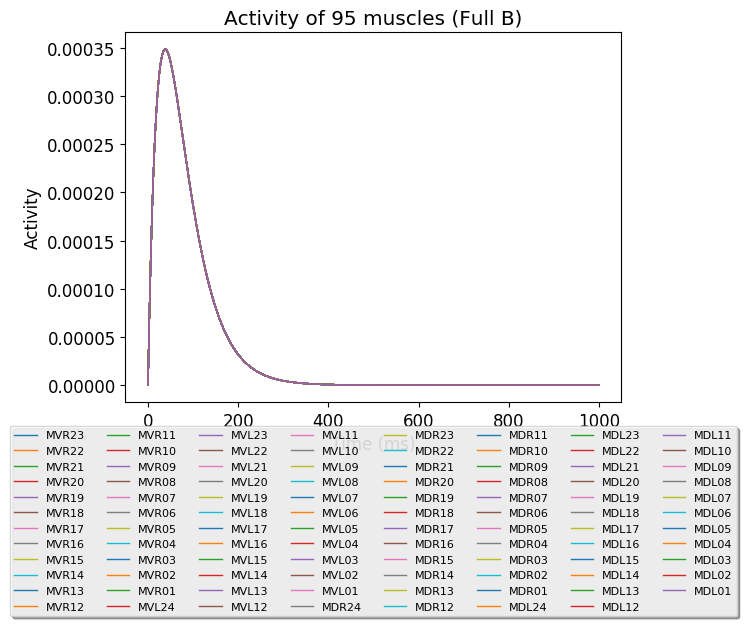 Activity of 95 muscles (Full B)
0.00035
0.00030
0.00025
0.00020
0.00015
0.00010
0.00005
0.00000
Activity
0 200 400 600 800 1000
Time (ms)
MVR23 MVR11 MVL23 MVL11 MDR23 MDR11 MDL23 MDL11
MVR22 MVR10 MVL22 MVL10 MDR22 MDR10 MDL22 MDL10
MVR21 MVR09 MVL21 MVL09 MDR21 MDR09 MDL21 MDL09
MVR20 MVR08 MVL20 MVL08 MDR20 MDR08 MDL20 MDL08
MVR19 MVR07 MVL19 MVL07 MDR19 MDR07 MDL19 MDL07
MVR18 MVR06 MVL18 MVL06 MDR18 MDR06 MDL18 MDL06
MVR17 MVR05 MVL17 MVL05 MDR17 MDR05 MDL17 MDL05
MVR16 MVR04 MVL16 MVL04 MDR16 MDR04 MDL16 MDL04
MVR15 MVR03 MVL15 MVL03 MDR15 MDR03 MDL15 MDL03
MVR14 MVR02 MVL14 MVL02 MDR14 MDR02 MDL14 MDL02
MVR13 MVR01 MVL13 MVL01 MDR13 MDR01 MDL13 MDL01
MVR12 MVL24 MVL12 MDR24 MDR12 MDL24 MDL12